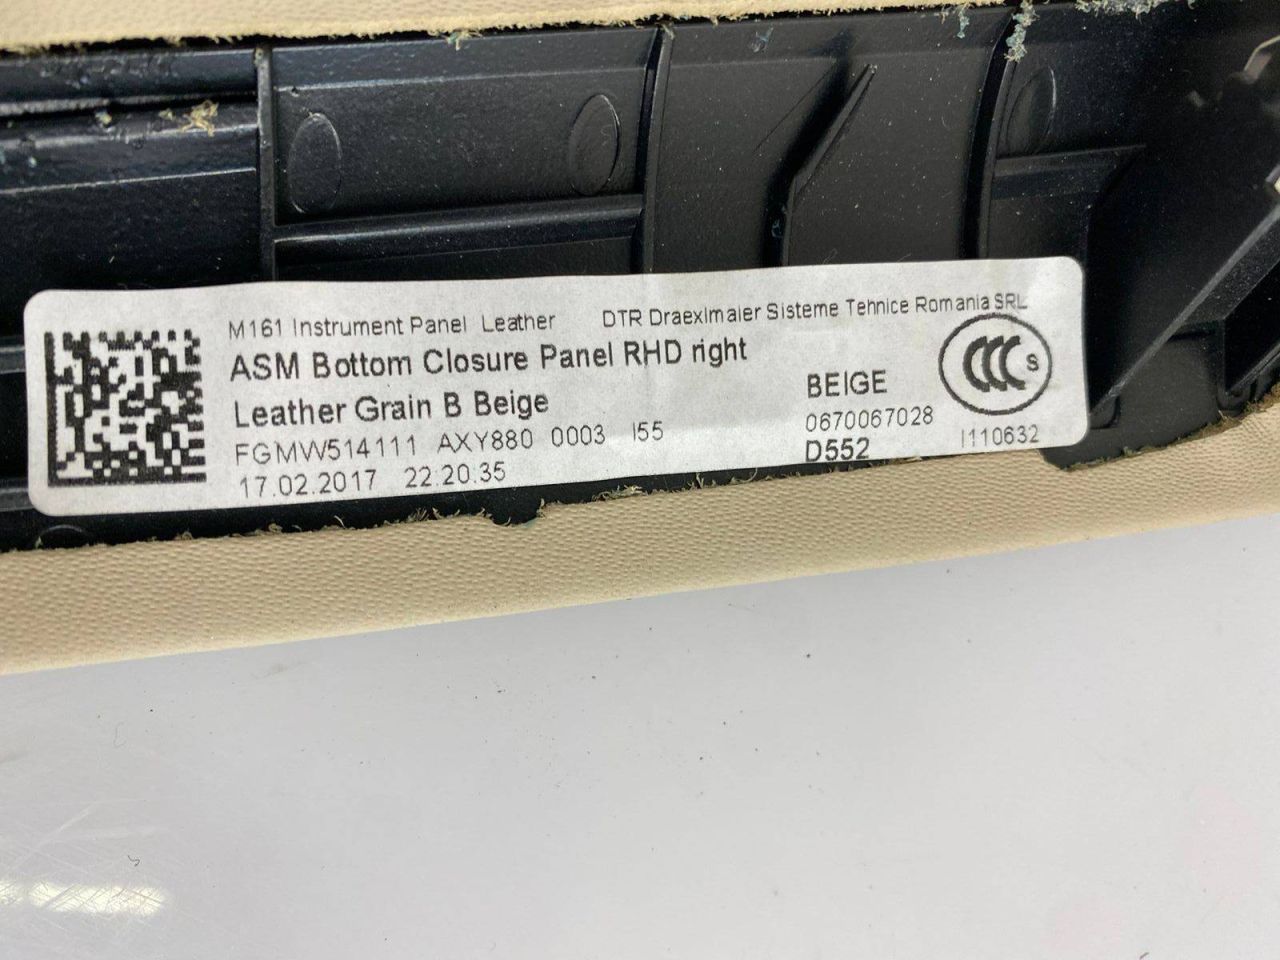 M161 Instrument Panel Leather DTR Draexlmaier Sisteme Tehnice Romania SRL
ASM Bottom Closure Panel RHD right
Leather Grain B Beige BEIGE
CCC S
FGMW514111 AXY880 0003 I55 0670067028
17.02.2017 22.20.35 D552 I110632